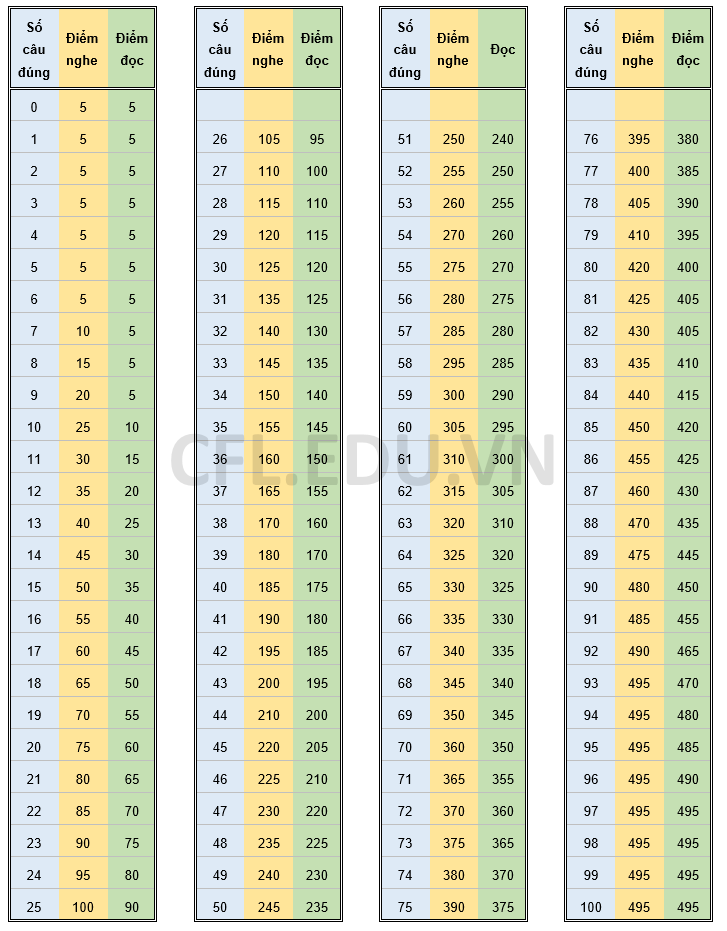 Số câu đúng Điểm nghe Điểm đọc
0 5 5
1 5 5
2 5 5
3 5 5
4 5 5
5 5 5
6 5 5
7 10 5
8 15 5
9 20 5
10 25 10
11 30 15
12 35 20
13 40 25
14 45 30
15 50 35
16 55 40
17 60 45
18 65 50
19 70 55
20 75 60
21 80 65
22 85 70
23 90 75
24 95 80
25 100 90
Số câu đúng Điểm nghe Điểm đọc
26 105 95
27 110 100
28 115 110
29 120 115
30 125 120
31 135 125
32 140 130
33 145 135
34 150 140
35 155 145
36 160 150
37 165 155
38 170 160
39 180 170
40 185 175
41 190 180
42 195 185
43 200 195
44 210 200
45 220 205
46 225 210
47 230 220
48 235 225
49 240 230
50 245 235
Số câu đúng Điểm nghe Đọc
51 250 240
52 255 250
53 260 255
54 270 260
55 275 270
56 280 275
57 285 280
58 295 285
59 300 290
60 305 295
61 310 300
62 315 305
63 320 310
64 325 320
65 330 325
66 335 330
67 340 335
68 345 340
69 350 345
70 360 350
71 365 355
72 370 360
73 375 365
74 380 370
75 390 375
Số câu đúng Điểm nghe Điểm đọc
76 395 380
77 400 385
78 405 390
79 410 395
80 420 400
81 425 405
82 430 405
83 435 410
84 440 415
85 450 420
86 455 425
87 460 430
88 470 435
89 475 445
90 480 450
91 485 455
92 490 465
93 495 470
94 495 480
95 495 485
96 495 490
97 495 495
98 495 495
99 495 495
100 495 495
CFL.EDU.VN